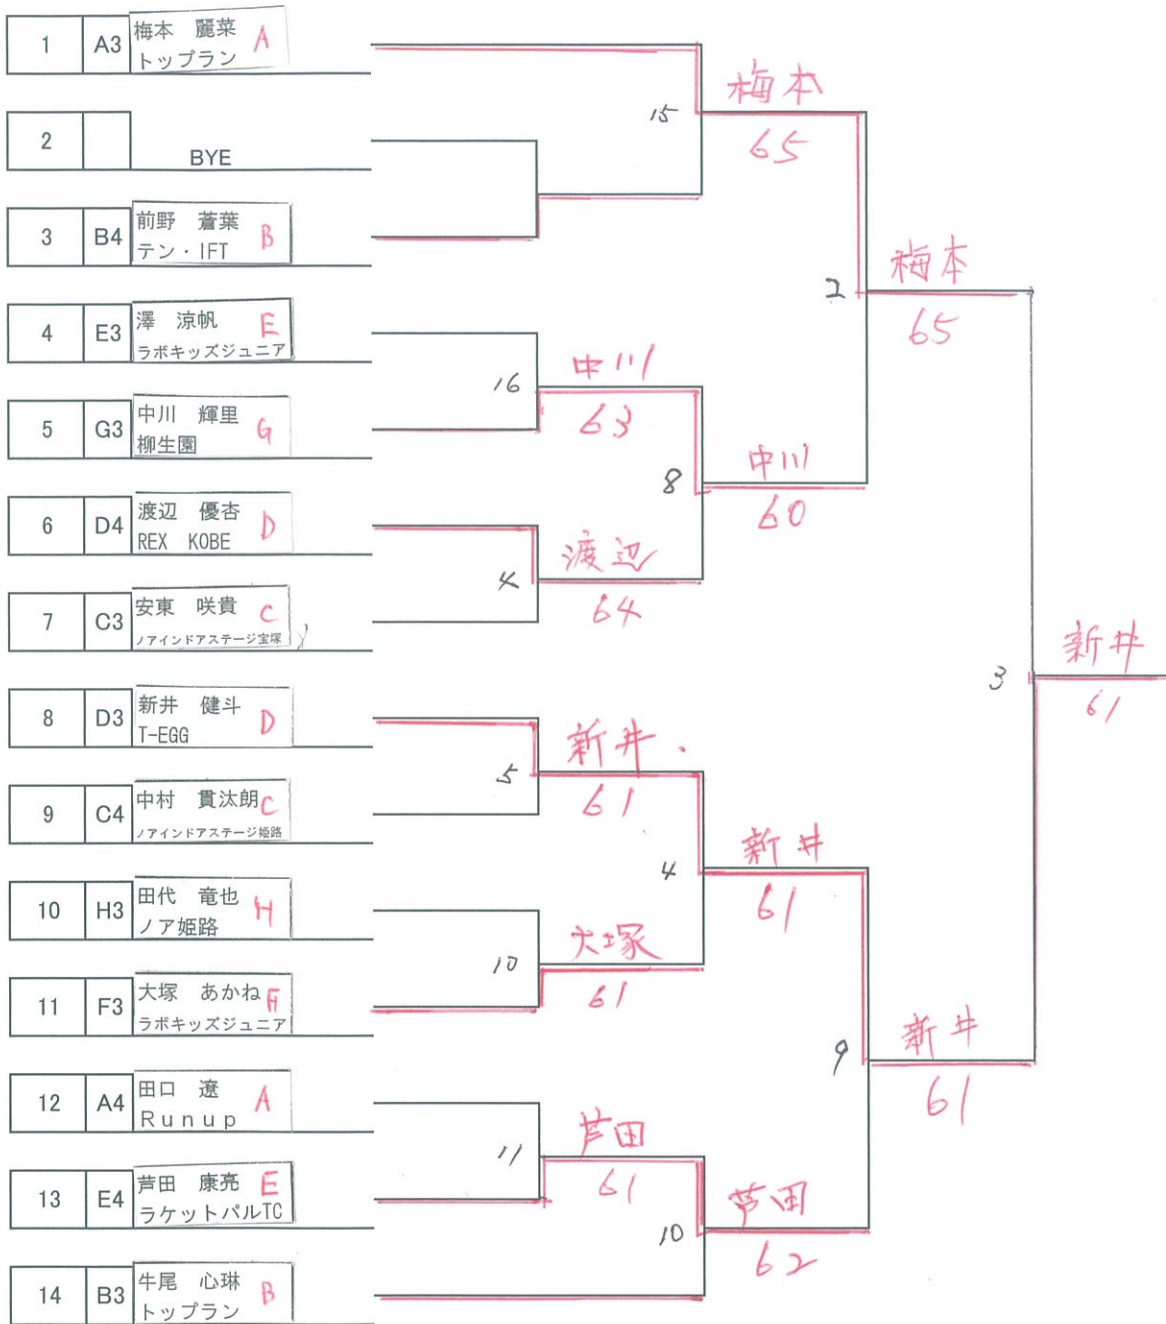 1 A3 梅本 麗菜 A
トップラン
2 BYE
3 B4 前野 蒼葉 B
テン・IFT
4 E3 澤 涼帆 E
ラボキッズジュニア
5 G3 中川 輝里 G
柳生園
6 D4 渡辺 優杏 D
REX KOBE
7 C3 安東 咲貴 C
ノアインドアステージ宝塚
8 D3 新井 健斗 D
T-EGG
9 C4 中村 貫汰朗 C
ノアインドアステージ姫路
10 H3 田代 竜也 H
ノア姫路
11 F3 大塚 あかね F
ラボキッズジュニア
12 A4 田口 遼 A
Runup
13 E4 芦田 康亮 E
ラケットパルTC
14 B3 牛尾 心琳 B
トップラン
16
中川
63
4
渡辺
64
5
新井
61
10
大塚
61
11
芦田
61
15
梅本
65
8
中川
60
4
新井
61
10
芦田
62
2
梅本
65
9
新井
61
3
新井
61